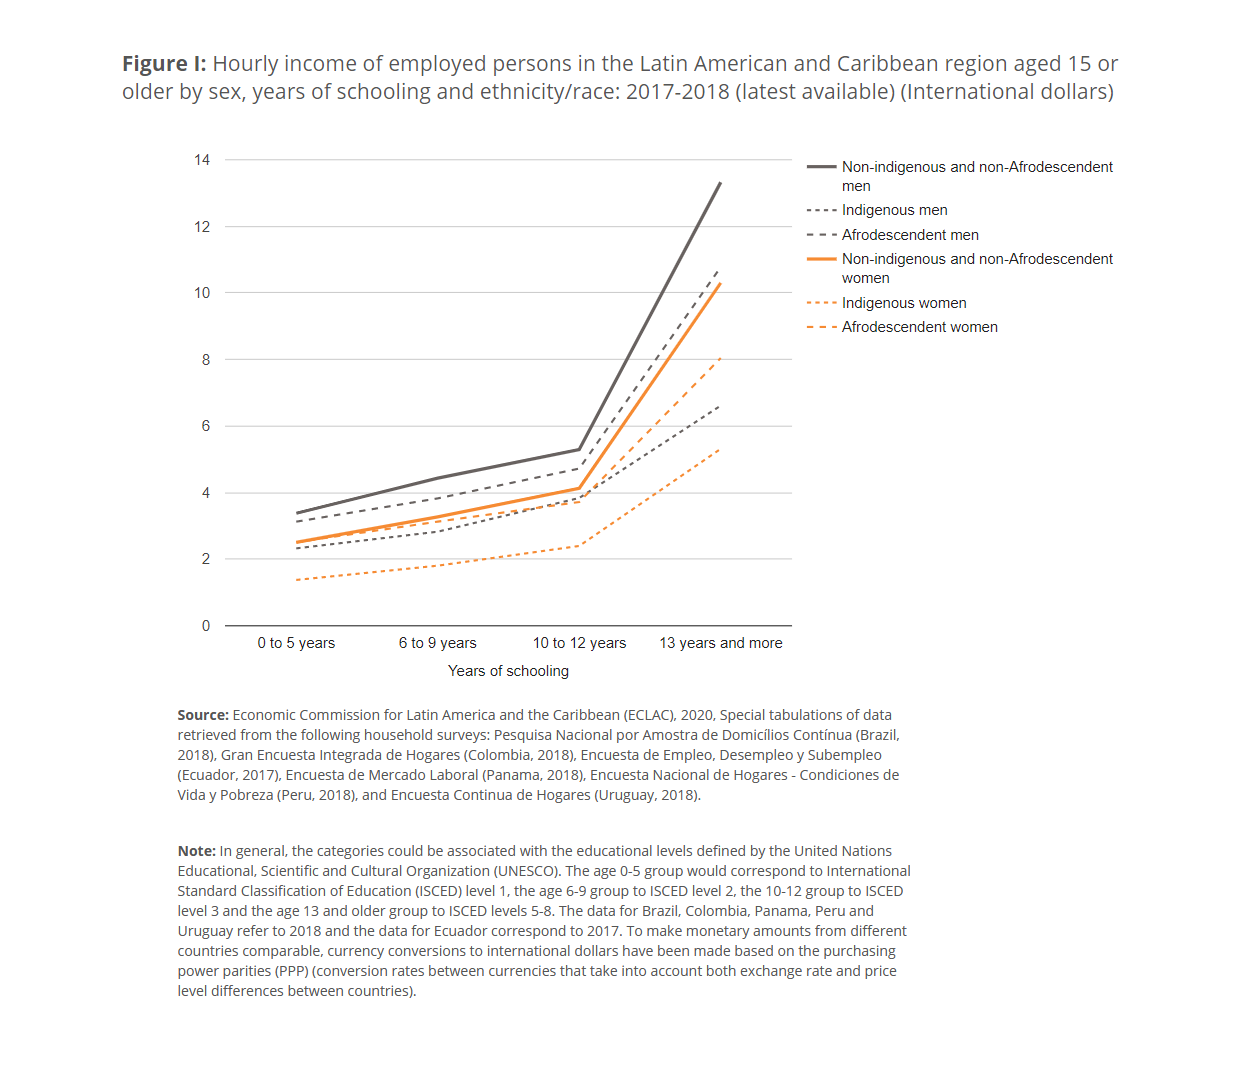 Figure I: Hourly income of employed persons in the Latin American and Caribbean region aged 15 or
older by sex, years of schooling and ethnicity/race: 2017-2018 (latest available) (International dollars)
14
12
10
8
6
4
2
0
0 to 5 years
6 to 9 years
10 to 12 years
13 years and more
Years of schooling
Non-indigenous and non-Afrodescendent
men
Indigenous men
Afrodescendent men
Non-indigenous and non-Afrodescendent
women
Indigenous women
Afrodescendent women
Source: Economic Commission for Latin America and the Caribbean (ECLAC), 2020, Special tabulations of data
retrieved from the following household surveys: Pesquisa Nacional por Amostra de Domicílios Contínua (Brazil,
2018), Gran Encuesta Integrada de Hogares (Colombia, 2018), Encuesta de Empleo, Desempleo y Subempleo
(Ecuador, 2017), Encuesta de Mercado Laboral (Panama, 2018), Encuesta Nacional de Hogares - Condiciones de
Vida y Pobreza (Peru, 2018), and Encuesta Continua de Hogares (Uruguay, 2018).
Note: In general, the categories could be associated with the educational levels defined by the United Nations
Educational, Scientific and Cultural Organization (UNESCO). The age 0-5 group would correspond to International
Standard Classification of Education (ISCED) level 1, the age 6-9 group to ISCED level 2, the 10-12 group to ISCED
level 3 and the age 13 and older group to ISCED levels 5-8. The data for Brazil, Colombia, Panama, Peru and
Uruguay refer to 2018 and the data for Ecuador correspond to 2017. To make monetary amounts from different
countries comparable, currency conversions to international dollars have been made based on the purchasing
power parities (PPP) (conversion rates between currencies that take into account both exchange rate and price
level differences between countries).